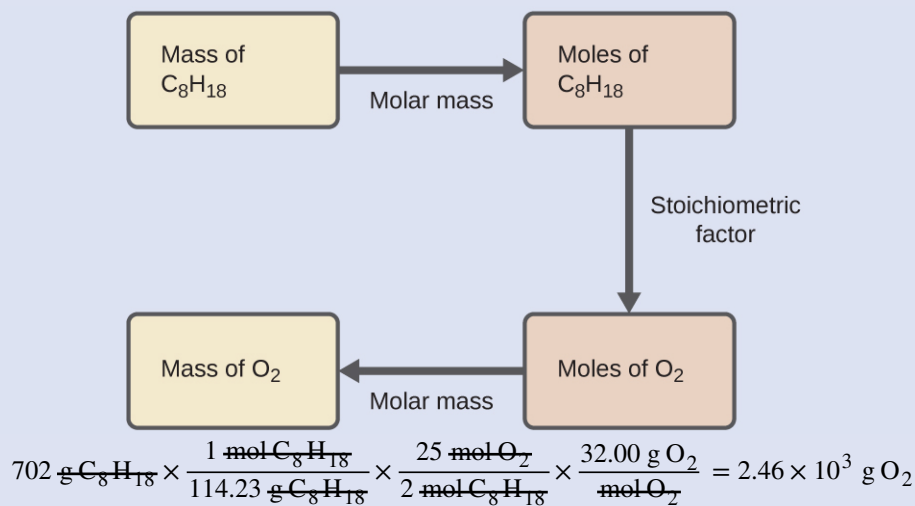 Mass of
C₈H₁₈
Molar mass
Moles of
C₈H₁₈
Stoichiometric
factor
Mass of O₂
Molar mass
Moles of O₂
702 g C₈H₁₈ × (1 mol C₈H₁₈ / 114.23 g C₈H₁₈) × (25 mol O₂ / 2 mol C₈H₁₈) × (32.00 g O₂ / mol O₂) = 2.46 × 10³ g O₂